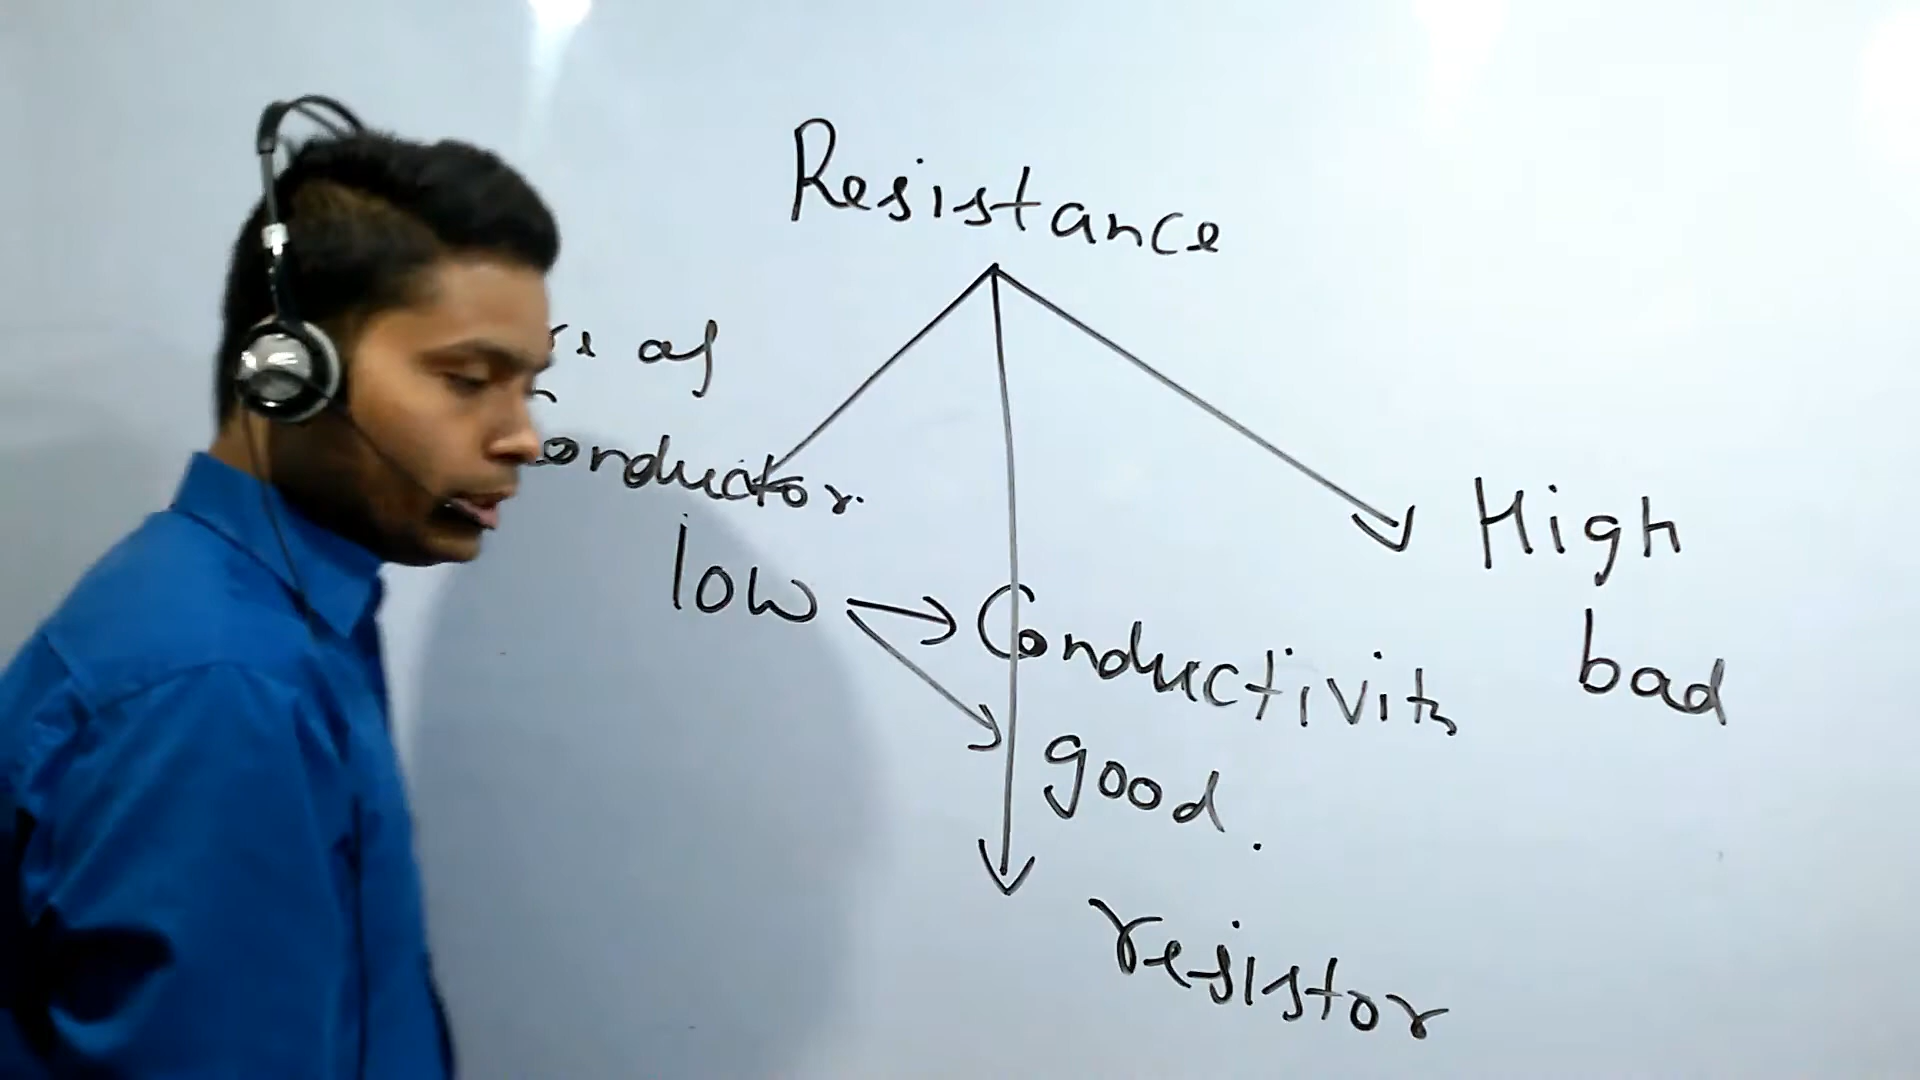 Resistance
of
onductor.
low
Conductivity
good.
High
bad
resistor